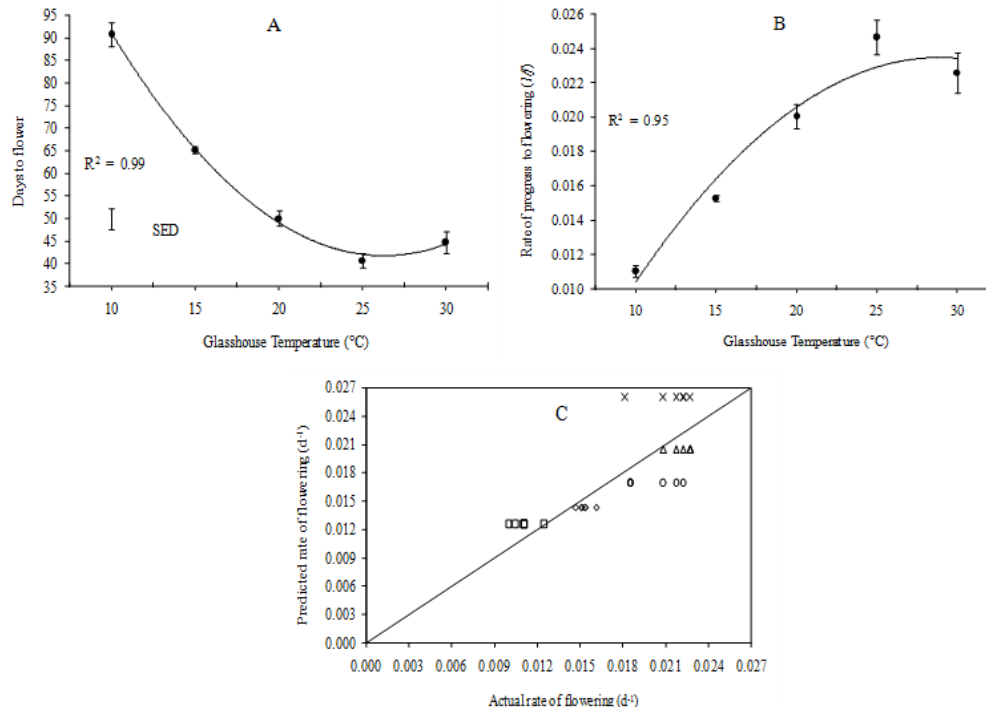 A
Days to flower
95
90
85
80
75
70
65
60
55
50
45
40
35
R² = 0.99
SED
10 15 20 25 30
Glasshouse Temperature (°C)
B
Rate of progress to flowering (1/f)
0.026
0.024
0.022
0.020
0.018
0.016
0.014
0.012
0.010
R² = 0.95
10 15 20 25 30
Glasshouse Temperature (°C)
C
Predicted rate of flowering (d⁻¹)
0.027
0.024
0.021
0.018
0.015
0.012
0.009
0.006
0.003
0.000
0.000 0.003 0.006 0.009 0.012 0.015 0.018 0.021 0.024 0.027
Actual rate of flowering (d⁻¹)